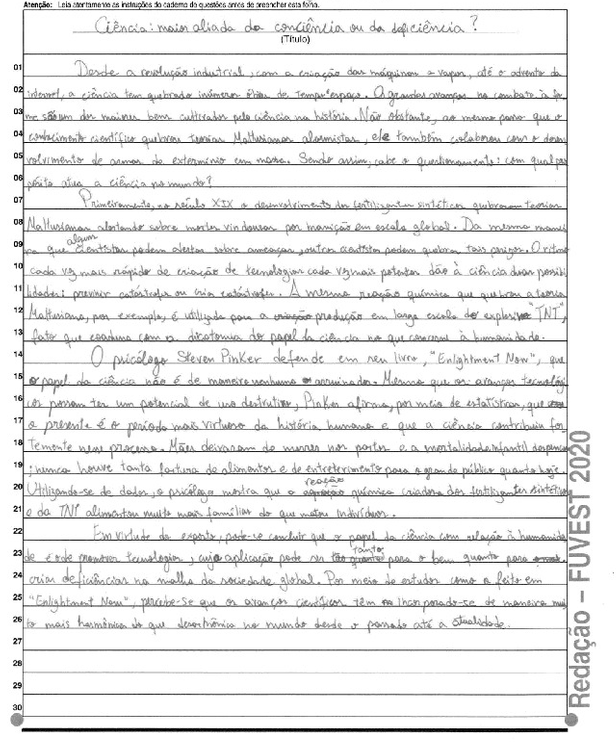 Atenção: Leia atentamente as instruções do caderno de questões antes de preencher esta folha.
Ciência: maior aliada da conciência ou da deficiência?
(Título)
01 Desde a revolução industrial, com a criação das máquinas a vapor, até o advento da
02 internet, a ciência tem quebrado inúmeros de tempo/espaço. Os grandes avanços no combate à fo
03 me são um dos maiores bens cultivados pela ciência na história. Não obstante, ao mesmo passo que o
04 conhecimento científico quebrou teorias Malthusianas alarmistas, ele também colaborou com o desen
05 volvimento de armas de extermínio em massa. Sendo assim, cabe o questionamento: com qual pro
06 pósito atua a ciência no mundo?
07 Primeiramente, no século XIX o desenvolvimento dos fertilizantes sintéticos quebraram teorias
08 Malthusianas alertando sobre mortes vindouras por inanição em escala global. Da mesma manei
09 ra que algum cientistas podem alertar sobre ameaças, outros cientistas podem quebrar tais perigos. O ritmo
10 cada vez mais rápido de criação de tecnologias cada vez mais potentes dão à ciência duas possibi
11 lidades: previnir catástrofes ou cria catástrofes. A mesma reação química que quebrou a teoria
12 Malthusiana, por exemplo, é utilizada para a produção em larga escala do explosivo "TNT",
13 fato que coaduna com a dicotomia do papel da ciência no que concerne à humanidade.
14 O psicólogo Steven Pinker defende em seu livro, "Enlightment Now", que
15 o papel da ciência não é de maneira nenhuma o arruinado. Mesmo que os avanços tecnológi
16 cos possam ter um potencial de uso destrutivo, Pinker afirma, por meio de estatísticas, que
17 o presente é o período mais virtuoso da história humana e que a ciência contribuiu for
18 temente nesse processo. Mães deixaram de morrer nos partos e a mortalidade infantil despencou
19 ; nunca houve tanta fartura de alimentos e de entretenimento para o grande público quanto hoje.
20 Utilizando-se de dados, o psicólogo mostra que a reação química criadora dos fertilizantes sintéticos
21 e da TNT alimentou muito mais famílias do que matou indivíduos.
22 Em virtude do exposto, pode-se concluir que o papel da ciência com relação à humanida
23 de é o de promover tecnologias, cuja aplicação pode ser tanto para o bem quanto para
24 criar deficiências na malha da sociedade global. Por meio de estudos como o feito em
25 "Enlightment Now", percebe-se que os avanços científicos têm de maneira mui
26 to mais harmônica do que desarmônica no mundo desde o passado até a atualidade.
27
28
29
30
Redação – FUVEST 2020